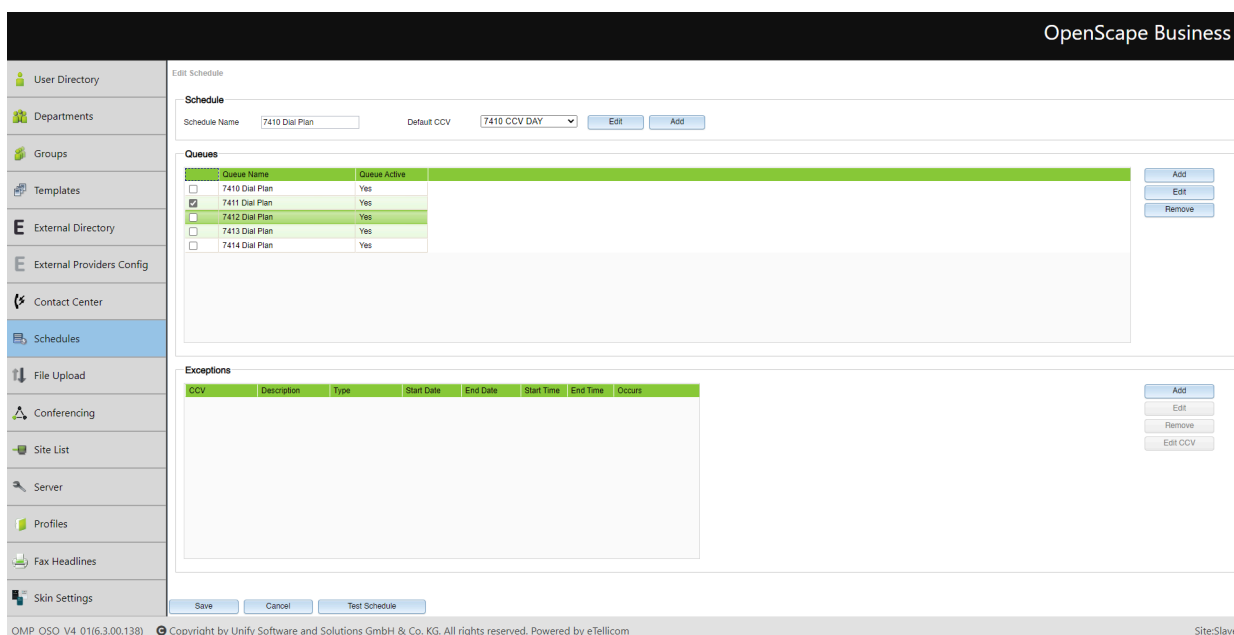 OpenScape Business
User Directory
Departments
Groups
Templates
External Directory
External Providers Config
Contact Center
Schedules
File Upload
Conferencing
Site List
Server
Profiles
Fax Headlines
Skin Settings
Edit Schedule
Schedule
Schedule Name 7410 Dial Plan Default CCV 7410 CCV DAY Edit Add
Queues
Queue Name Queue Active
7410 Dial Plan Yes
7411 Dial Plan Yes
7412 Dial Plan Yes
7413 Dial Plan Yes
7414 Dial Plan Yes
Add
Edit
Remove
Exceptions
CCV Description Type Start Date End Date Start Time End Time Occurs
Add
Edit
Remove
Edit CCV
Save Cancel Test Schedule
OMP_OSO_V4_01(6.3.00.138) Copyright by Unify Software and Solutions GmbH & Co. KG. All rights reserved. Powered by eTellicom Site:Slave